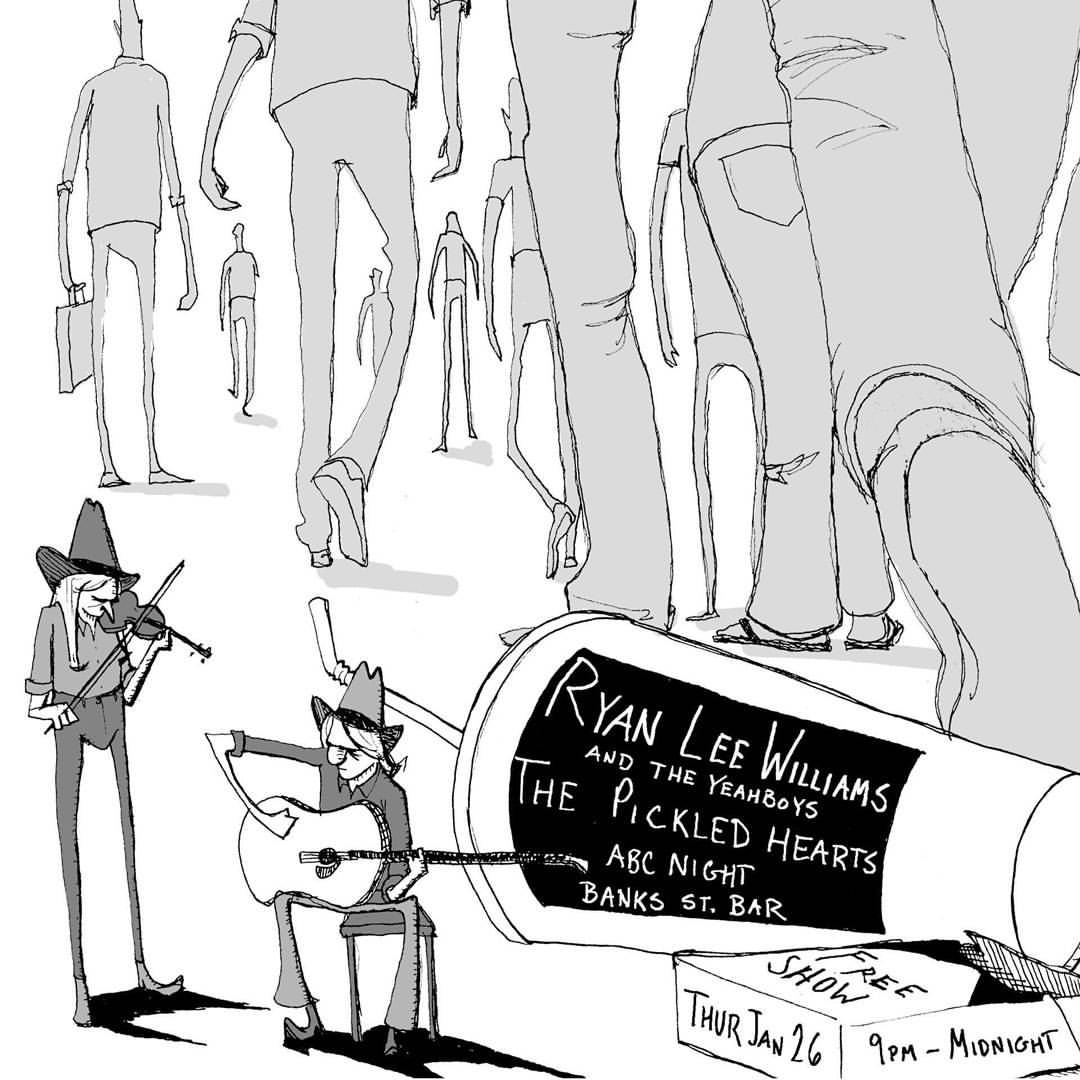 RYAN LEE WILLIAMS
AND THE YEAHBOYS
THE PICKLED HEARTS
ABC NIGHT
BANKS ST. BAR
FREE
SHOW
THUR JAN 26
9PM - MIDNIGHT